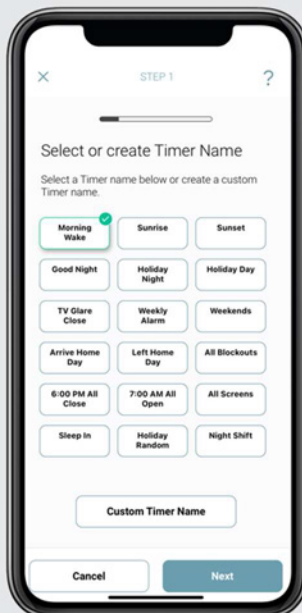 STEP 1
?
Select or create Timer Name
Select a Timer name below or create a custom
Timer name.
Morning
Wake
Sunrise
Sunset
Good Night
Holiday
Night
Holiday Day
TV Glare
Close
Weekly
Alarm
Weekends
Arrive Home
Day
Left Home
Day
All Blockouts
6:00 PM All
Close
7:00 AM All
Open
All Screens
Sleep In
Holiday
Random
Night Shift
Custom Timer Name
Cancel
Next